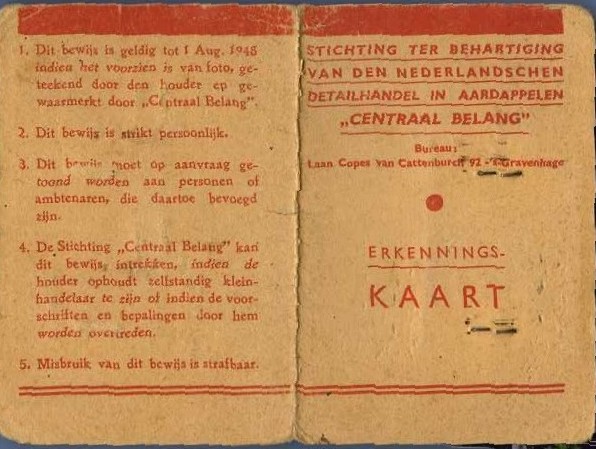 1. Dit bewijs is geldig tot 1 Aug. 1948
indien het voorzien is van foto, ge-
teekend door den houder en ge-
waarmerkt door „Centraal Belang”.
2. Dit bewijs is strikt persoonlijk.
3. Dit bewijs moet op aanvraag ge-
toond worden aan personen of
ambtenaren, die daartoe bevoegd
zijn.
4. De Stichting „Centraal Belang” kan
dit bewijs intrekken, indien de
houder ophoudt zelfstandig klein-
handelaar te zijn of indien de voor-
schriften en bepalingen door hem
worden overtreden.
5. Misbruik van dit bewijs is strafbaar.
STICHTING TER BEHARTIGING
VAN DEN NEDERLANDSCHEN
DETAILHANDEL IN AARDAPPELEN
„CENTRAAL BELANG”
Bureau:
Laan Copes van Cattenburch 92 - 's-Gravenhage
ERKENNINGS-
KAART